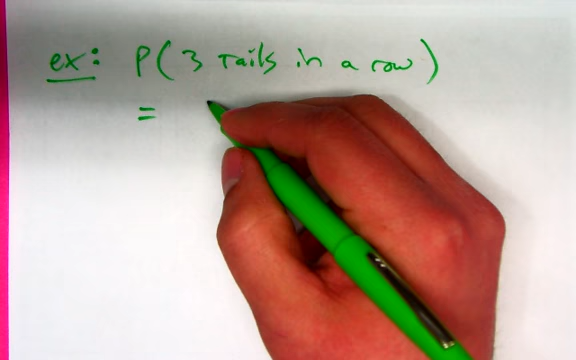 ex: P(3 tails in a row)
=